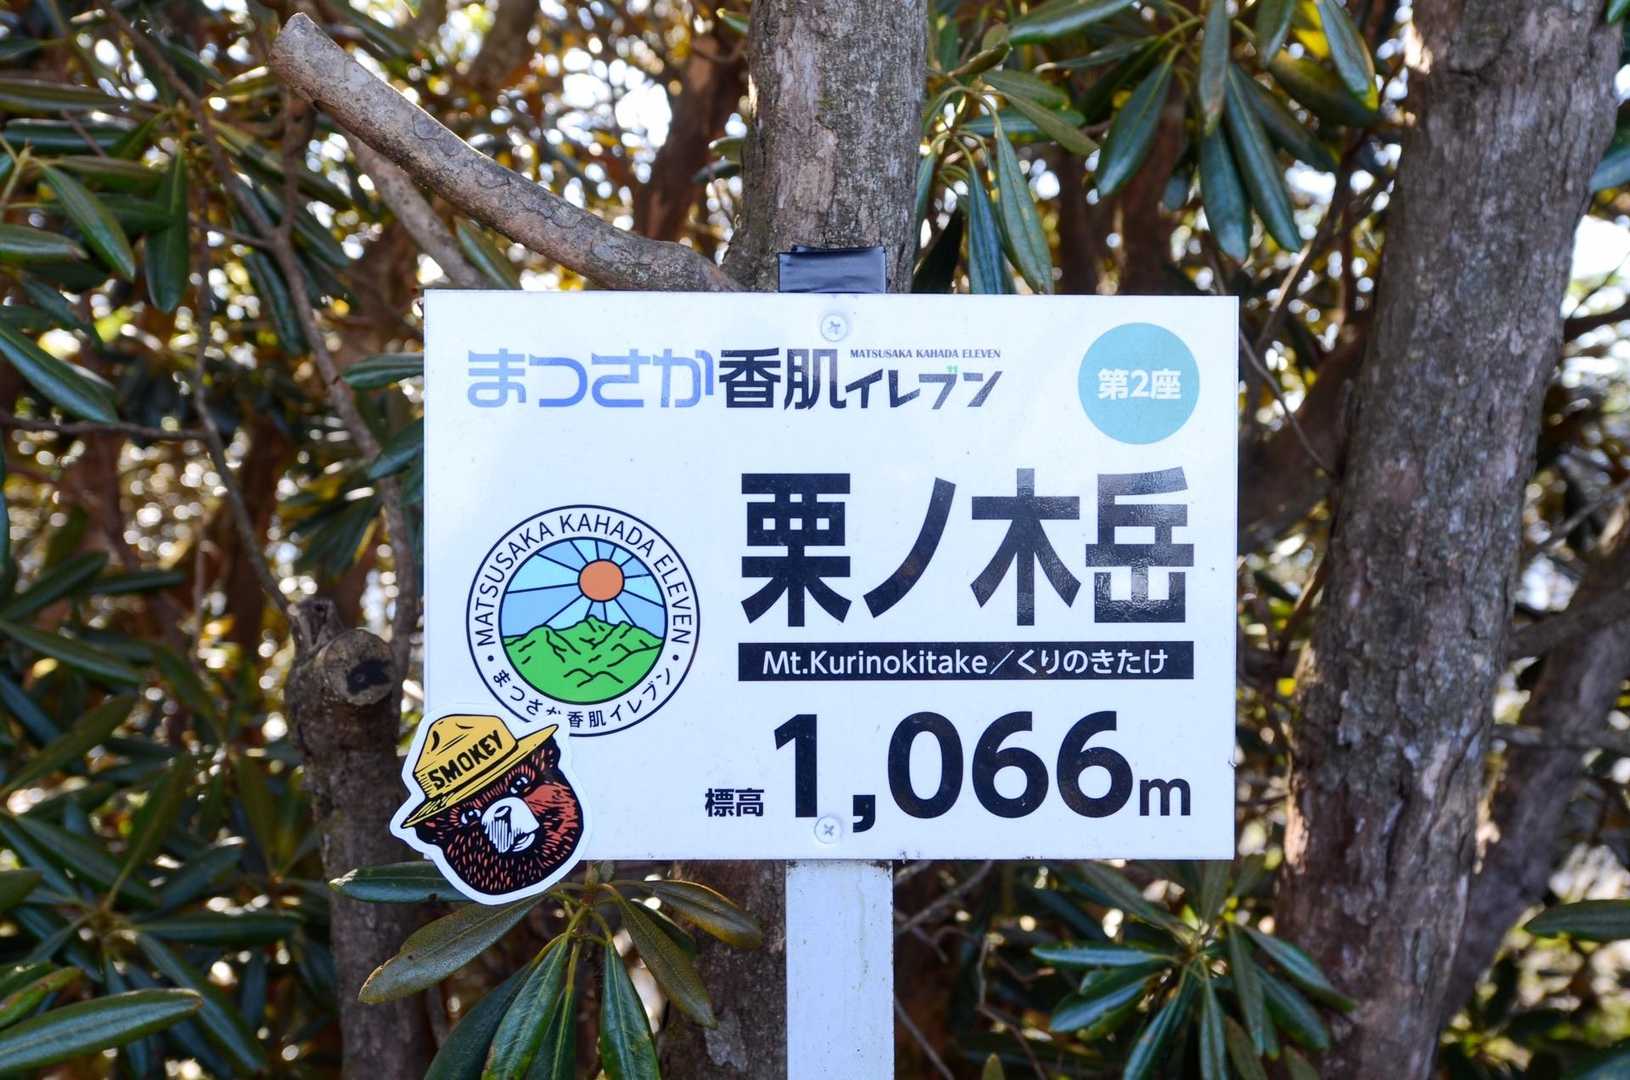 まつさか香肌イレブン
MATSUSAKA KAHADA ELEVEN
第2座
栗ノ木岳
Mt.Kurinokitake／くりのきたけ
標高1,066m
MATSUSAKA KAHADA ELEVEN
まつさか香肌イレブン
SMOKEY